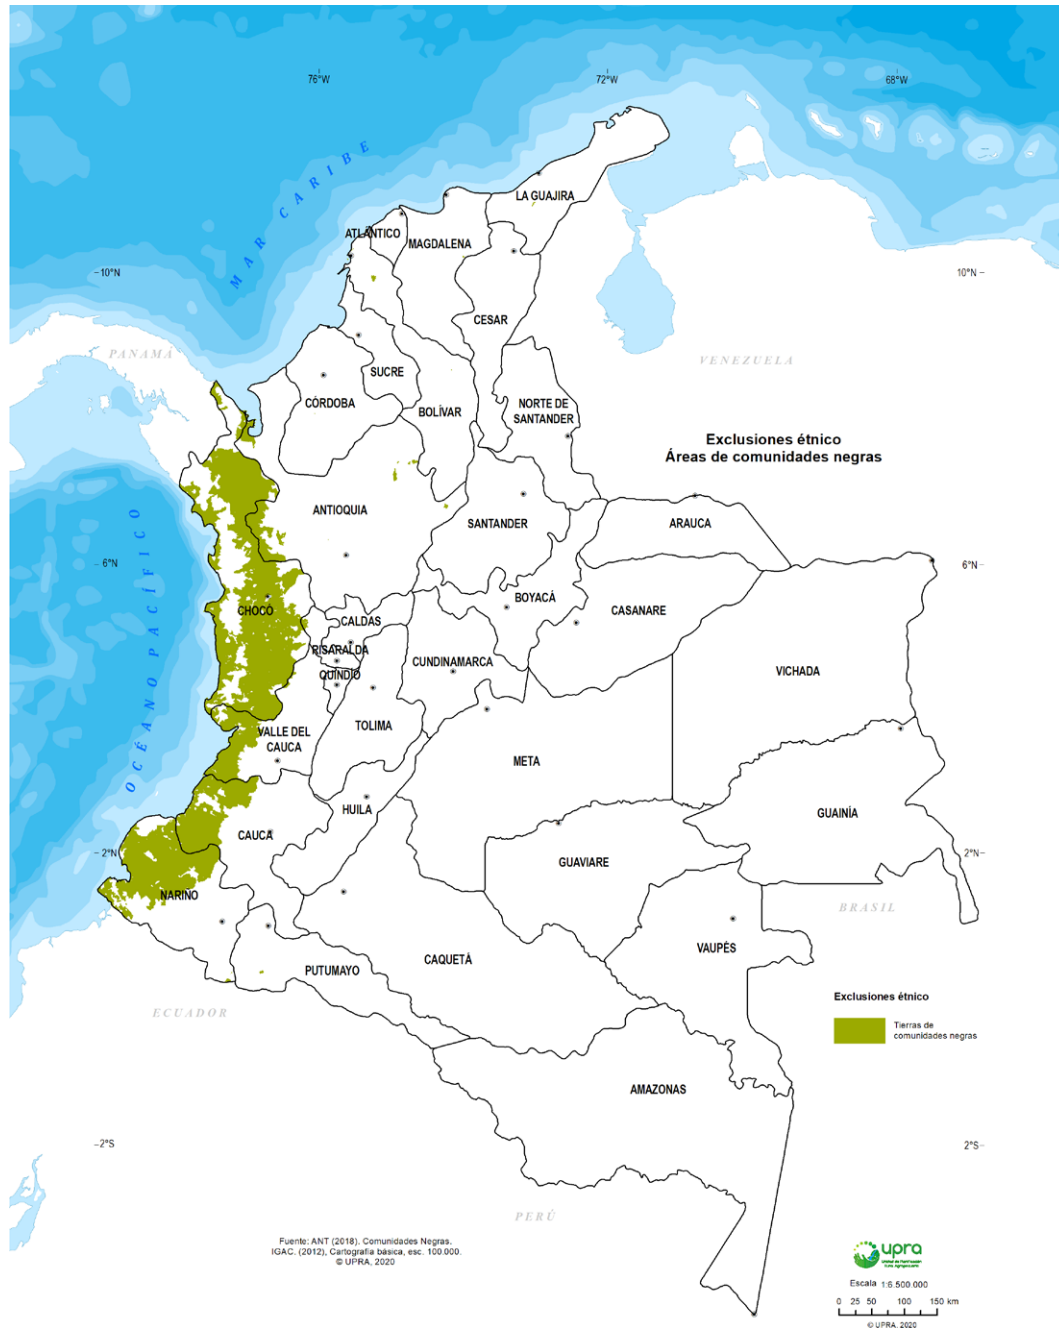 76°W
72°W
68°W
MAR CARIBE
LA GUAJIRA
ATLÁNTICO
MAGDALENA
10°N
10°N
CESAR
PANAMÁ
VENEZUELA
SUCRE
CÓRDOBA
BOLÍVAR
NORTE DE
SANTANDER
Exclusiones étnico
Áreas de comunidades negras
ANTIOQUIA
SANTANDER
ARAUCA
OCÉANO PACÍFICO
6°N
6°N
BOYACÁ
CASANARE
CHOCÓ
CALDAS
RISARALDA
CUNDINAMARCA
QUINDÍO
VICHADA
VALLE DEL
CAUCA
TOLIMA
META
HUILA
GUAINÍA
CAUCA
2°N
2°N
GUAVIARE
NARIÑO
BRASIL
VAUPÉS
CAQUETÁ
PUTUMAYO
ECUADOR
Exclusiones étnico
Tierras de
comunidades negras
AMAZONAS
2°S
2°S
PERÚ
Fuente: ANT (2018). Comunidades Negras.
IGAC. (2012), Cartografía básica, esc. 100.000.
© UPRA, 2020
upra
Escala 1:6.500.000
0 25 50 100 150 km
© UPRA, 2020